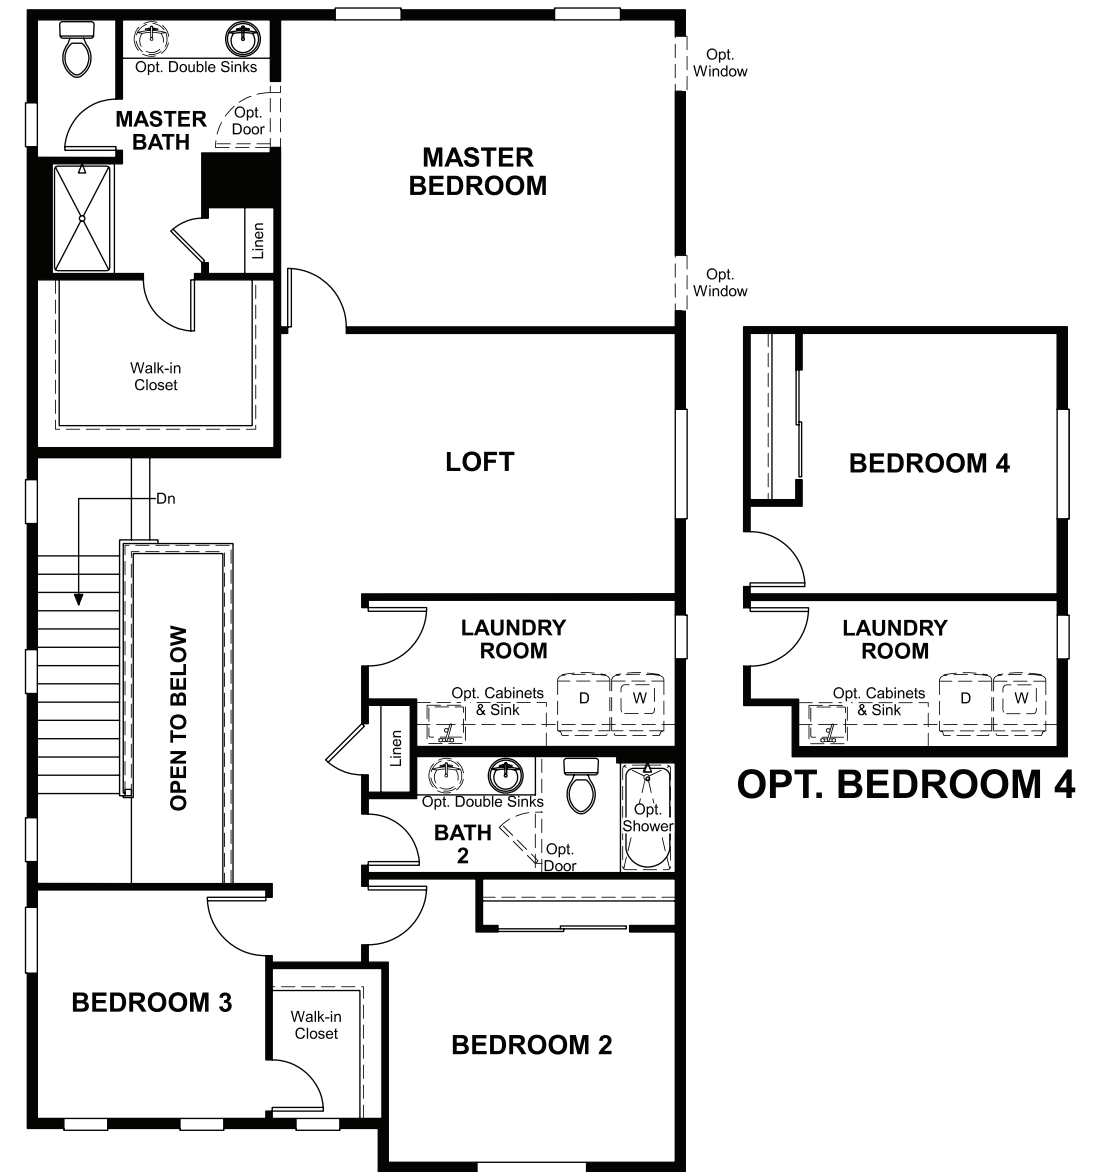 Opt. Double Sinks
MASTER
BATH
Opt.
Door
MASTER
BEDROOM
Opt.
Window
Linen
Opt.
Window
Walk-in
Closet
LOFT
BEDROOM 4
Dn
OPEN TO BELOW
LAUNDRY
ROOM
Opt. Cabinets
& Sink
D
W
LAUNDRY
ROOM
Opt. Cabinets
& Sink
D
W
OPT. BEDROOM 4
Linen
Opt. Double Sinks
BATH
2
Opt.
Door
Opt.
Shower
BEDROOM 3
Walk-in
Closet
BEDROOM 2